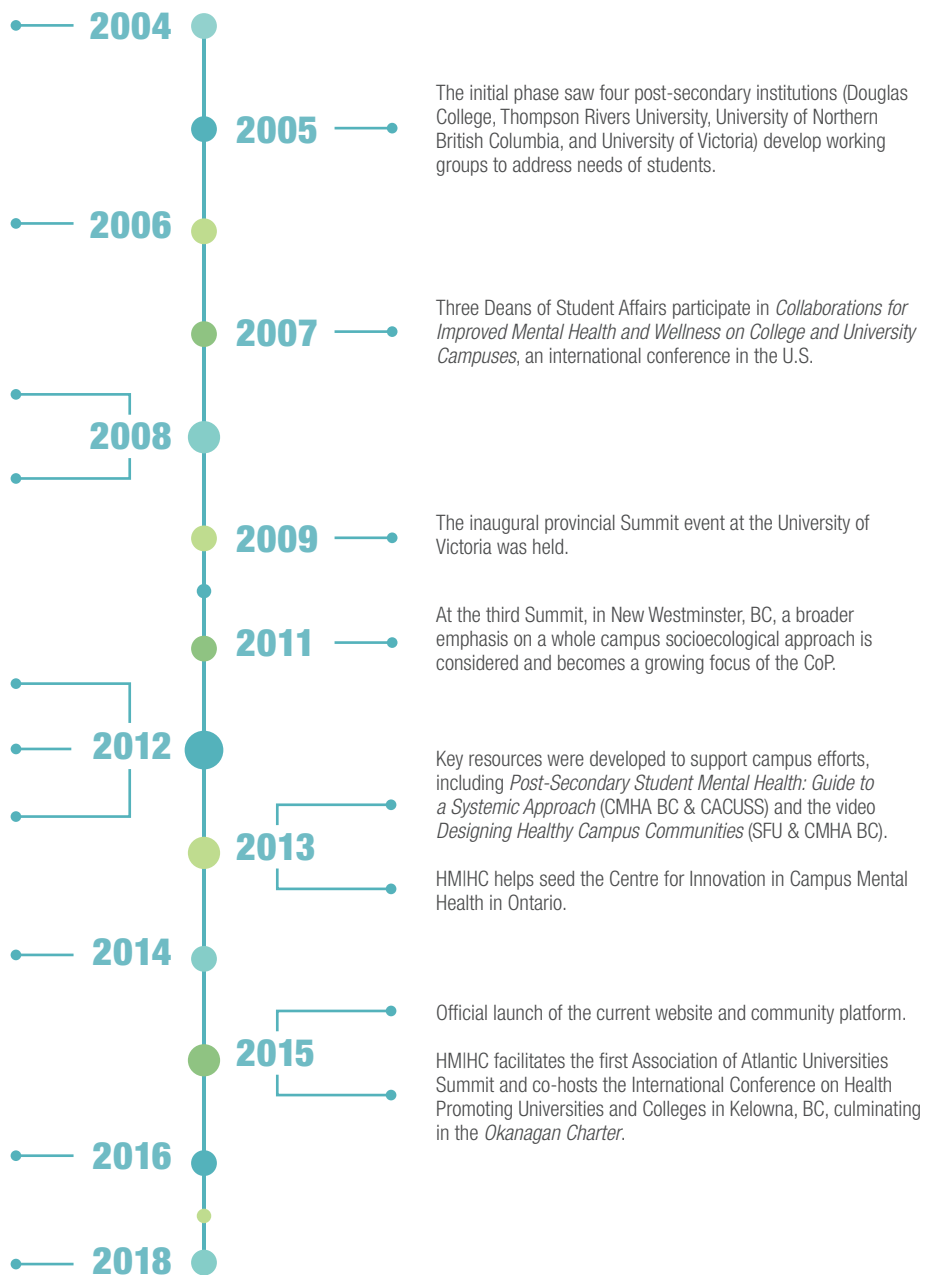 2004
2005
The initial phase saw four post-secondary institutions (Douglas
College, Thompson Rivers University, University of Northern
British Columbia, and University of Victoria) develop working
groups to address needs of students.
2006
2007
Three Deans of Student Affairs participate in Collaborations for
Improved Mental Health and Wellness on College and University
Campuses, an international conference in the U.S.
2008
2009
The inaugural provincial Summit event at the University of
Victoria was held.
2011
At the third Summit, in New Westminster, BC, a broader
emphasis on a whole campus socioecological approach is
considered and becomes a growing focus of the CoP.
2012
2013
Key resources were developed to support campus efforts,
including Post-Secondary Student Mental Health: Guide to
a Systemic Approach (CMHA BC & CACUSS) and the video
Designing Healthy Campus Communities (SFU & CMHA BC).
HMIHC helps seed the Centre for Innovation in Campus Mental
Health in Ontario.
2014
2015
Official launch of the current website and community platform.
HMIHC facilitates the first Association of Atlantic Universities
Summit and co-hosts the International Conference on Health
Promoting Universities and Colleges in Kelowna, BC, culminating
in the Okanagan Charter.
2016
2018